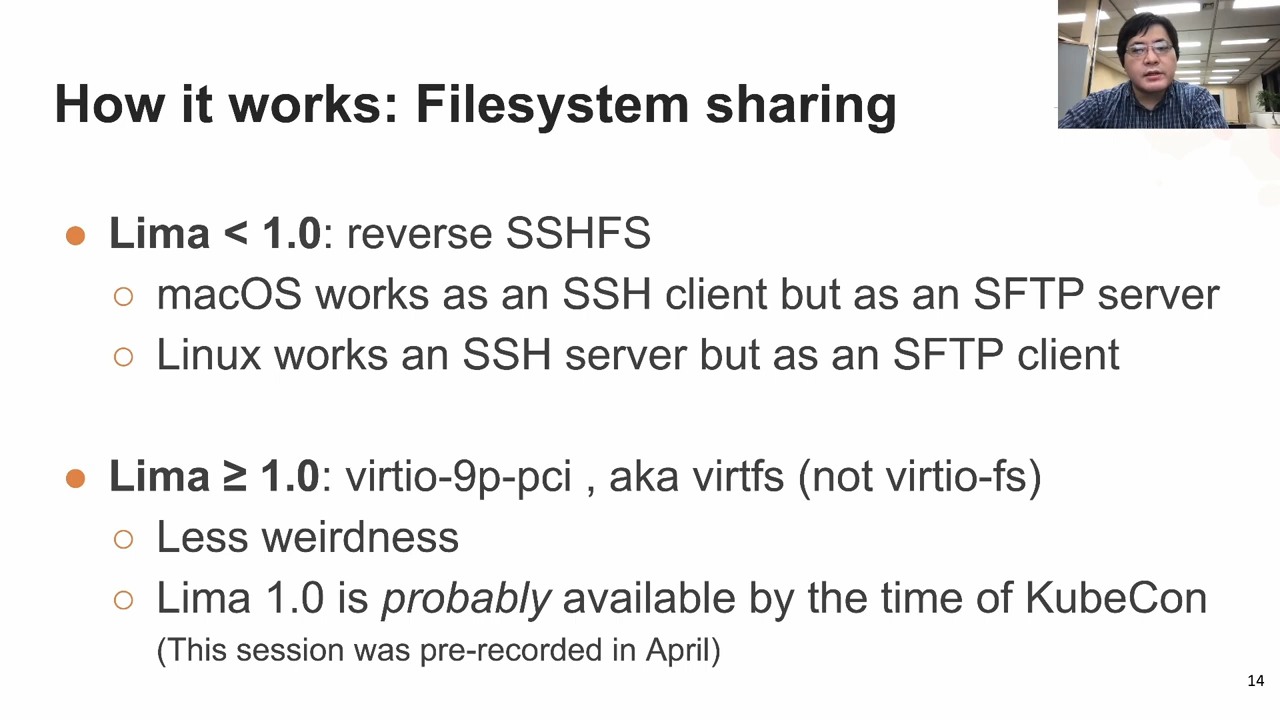 How it works: Filesystem sharing
● Lima < 1.0: reverse SSHFS
○ macOS works as an SSH client but as an SFTP server
○ Linux works an SSH server but as an SFTP client
● Lima ≥ 1.0: virtio-9p-pci , aka virtfs (not virtio-fs)
○ Less weirdness
○ Lima 1.0 is probably available by the time of KubeCon
(This session was pre-recorded in April)
14